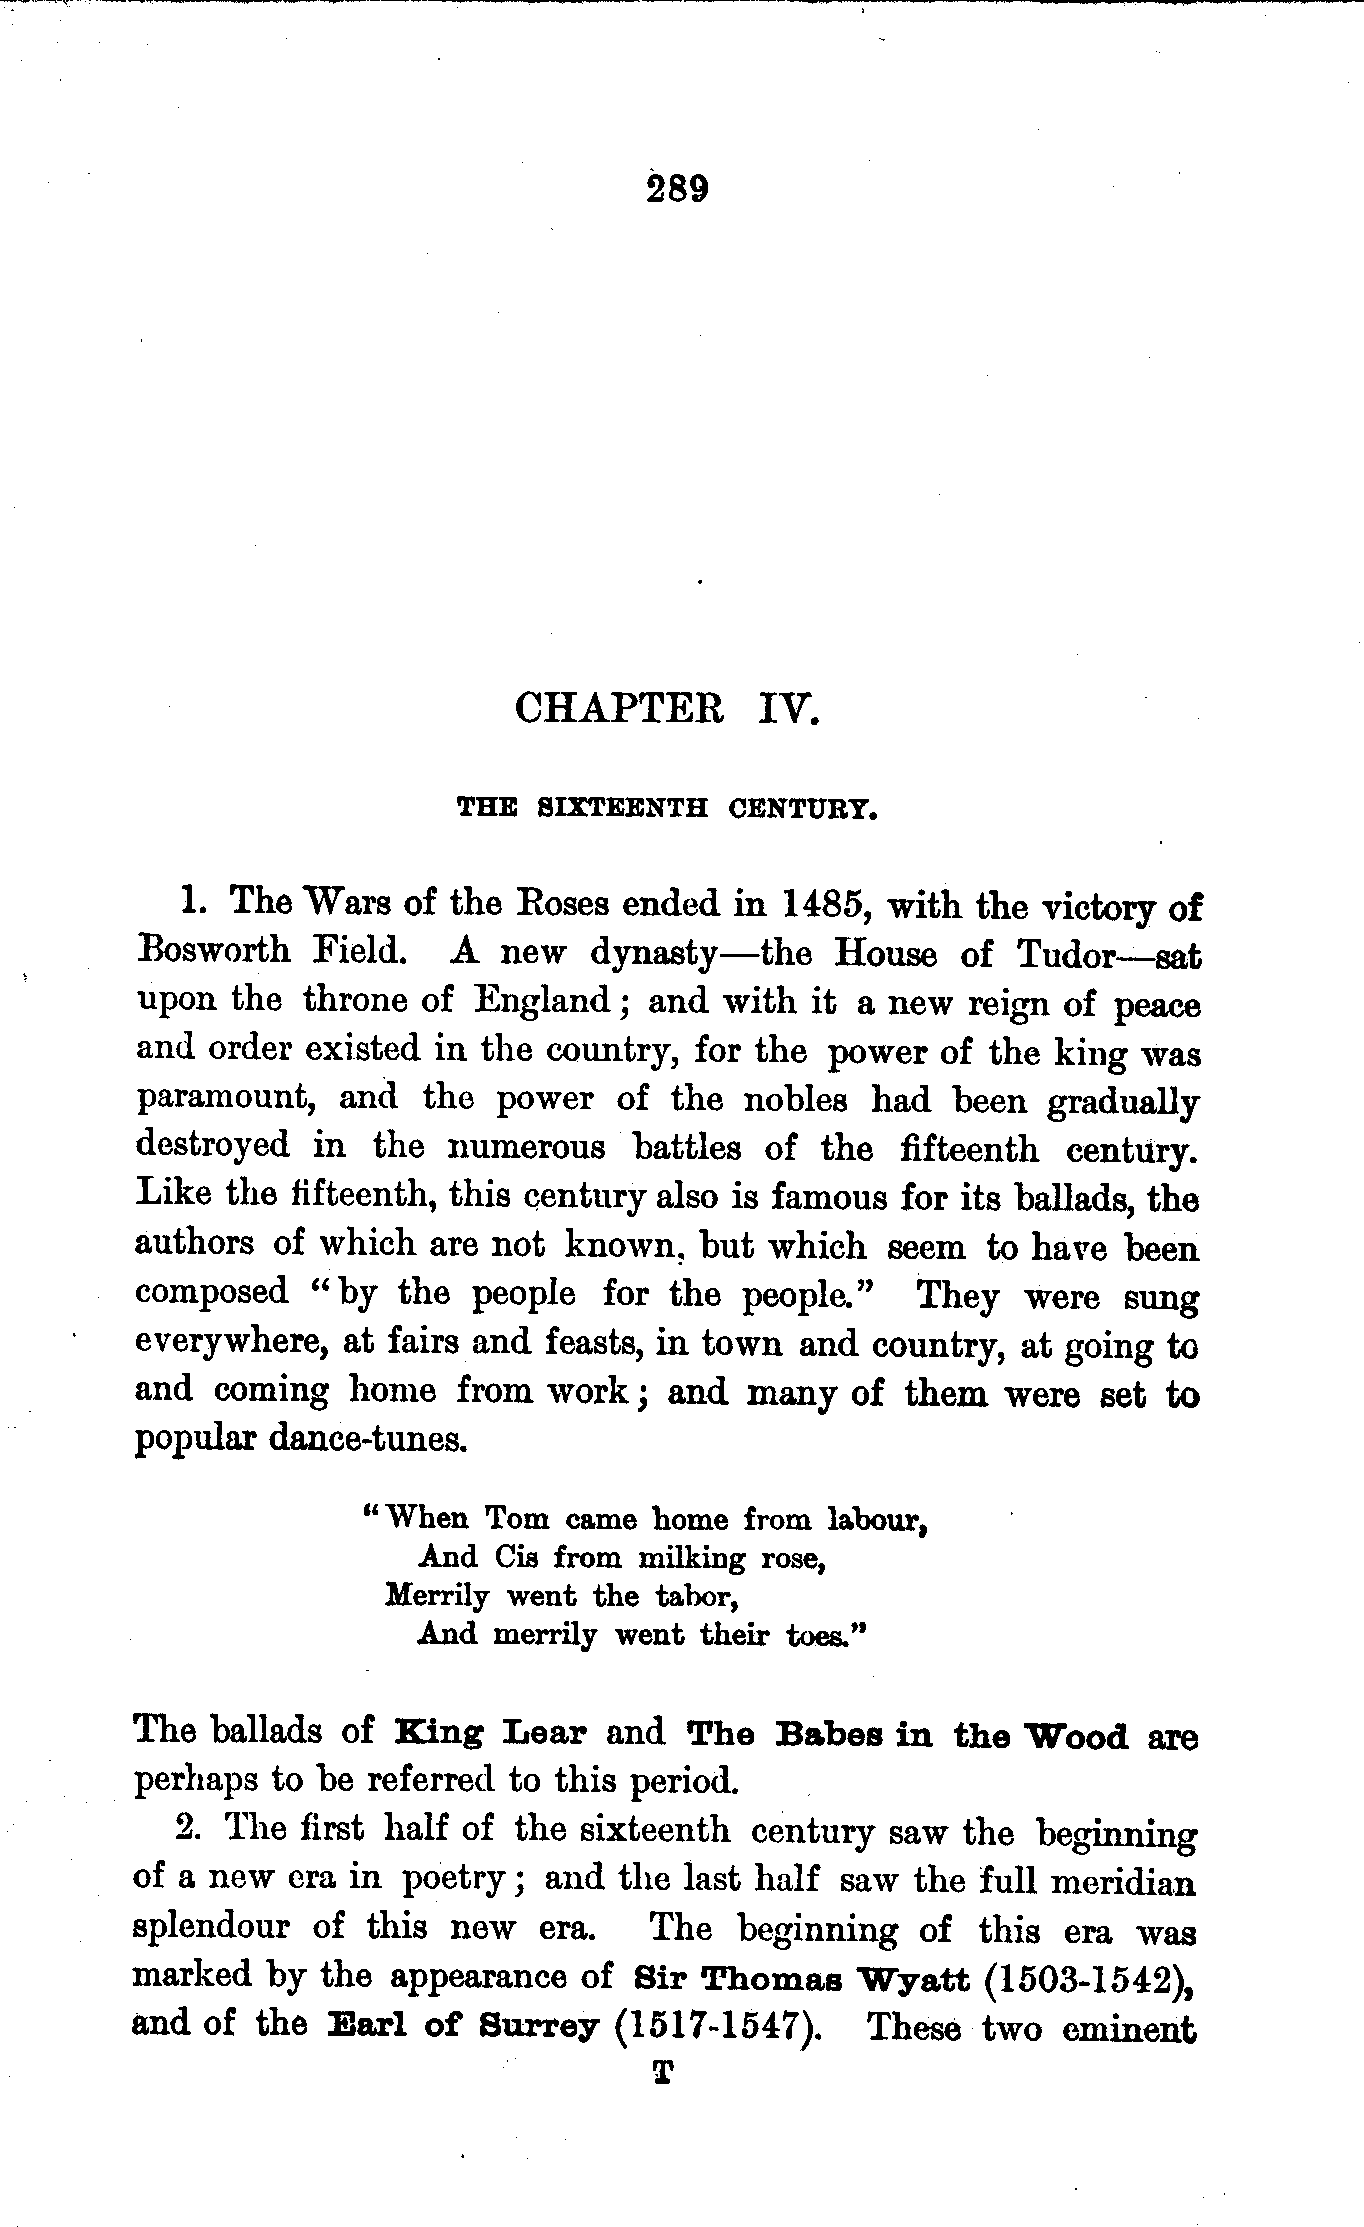 289
CHAPTER IV.
THE SIXTEENTH CENTURY.
1. The Wars of the Roses ended in 1485, with the victory of
Bosworth Field. A new dynasty—the House of Tudor—sat
upon the throne of England; and with it a new reign of peace
and order existed in the country, for the power of the king was
paramount, and the power of the nobles had been gradually
destroyed in the numerous battles of the fifteenth century.
Like the fifteenth, this century also is famous for its ballads, the
authors of which are not known, but which seem to have been
composed “by the people for the people.” They were sung
everywhere, at fairs and feasts, in town and country, at going to
and coming home from work; and many of them were set to
popular dance-tunes.
“When Tom came home from labour,
And Cis from milking rose,
Merrily went the tabor,
And merrily went their toes.”
The ballads of King Lear and The Babes in the Wood are
perhaps to be referred to this period.
2. The first half of the sixteenth century saw the beginning
of a new era in poetry; and the last half saw the full meridian
splendour of this new era. The beginning of this era was
marked by the appearance of Sir Thomas Wyatt (1503-1542),
and of the Earl of Surrey (1517-1547). These two eminent
T